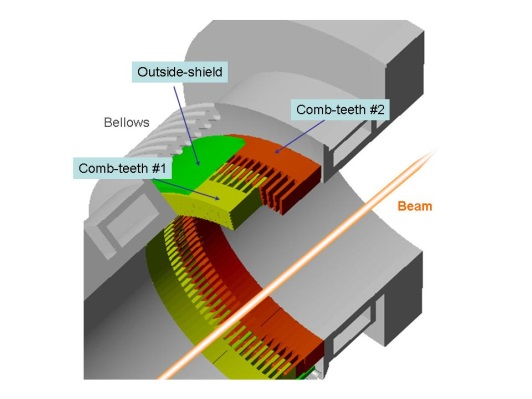 Outside-shield
Comb-teeth #2
Bellows
Comb-teeth #1
Beam